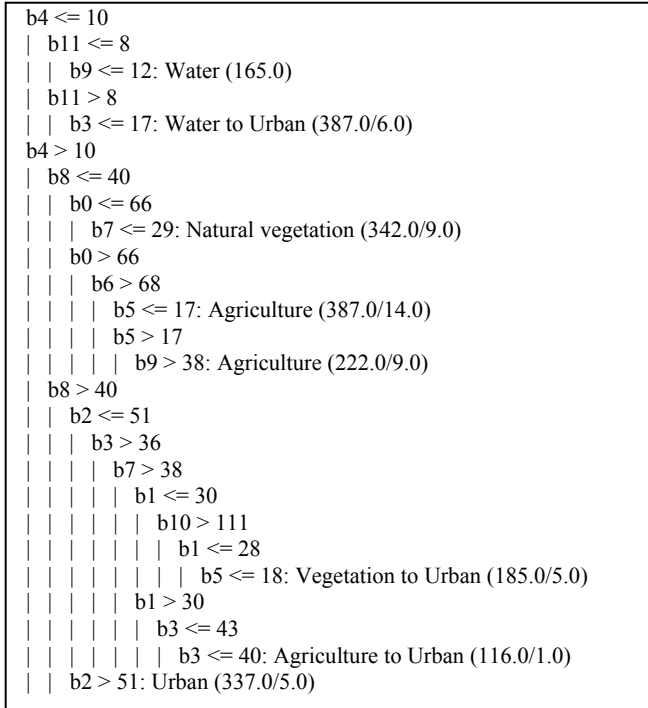 b4 <= 10
| b11 <= 8
| | b9 <= 12: Water (165.0)
| b11 > 8
| | b3 <= 17: Water to Urban (387.0/6.0)
b4 > 10
| b8 <= 40
| | b0 <= 66
| | | b7 <= 29: Natural vegetation (342.0/9.0)
| | b0 > 66
| | | b6 > 68
| | | | b5 <= 17: Agriculture (387.0/14.0)
| | | | b5 > 17
| | | | | b9 > 38: Agriculture (222.0/9.0)
| b8 > 40
| | b2 <= 51
| | | b3 > 36
| | | | b7 > 38
| | | | | b1 <= 30
| | | | | | b10 > 111
| | | | | | | b1 <= 28
| | | | | | | | b5 <= 18: Vegetation to Urban (185.0/5.0)
| | | | | b1 > 30
| | | | | | b3 <= 43
| | | | | | | b3 <= 40: Agriculture to Urban (116.0/1.0)
| | b2 > 51: Urban (337.0/5.0)